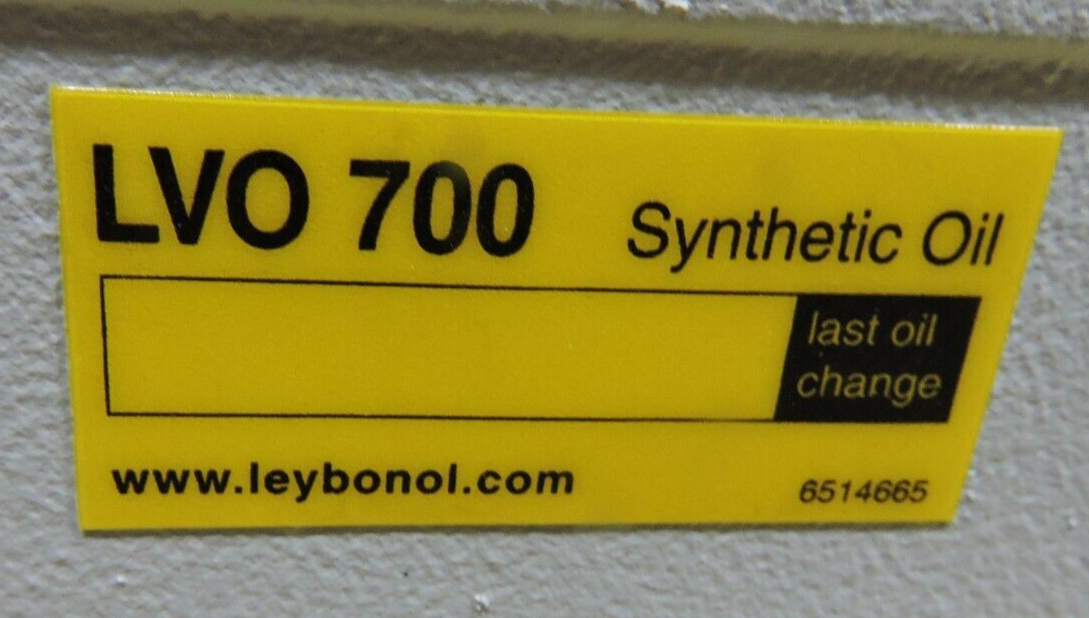 LVO 700 Synthetic Oil
last oil
change
www.leybonol.com 6514665